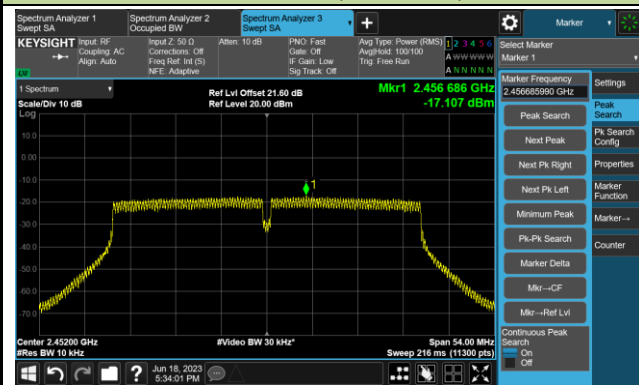 Spectrum Analyzer 1
Swept SA
Spectrum Analyzer 2
Occupied BW
Spectrum Analyzer 3
Swept SA
Marker
KEYSIGHT
Input: RF
Coupling: AC
Align: Auto
Input Z: 50 Ω
Corrections: Off
Freq Ref: Int (S)
NFE: Adaptive
Atten: 10 dB
PNO: Fast
Gate: Off
IF Gain: Low
Sig Track: Off
Avg Type: Power (RMS)
Avg|Hold: 100/100
Trig: Free Run
1 2 3 4 5 6
A W W W W W
A N N N N N
Select Marker
Marker 1
1 Spectrum
Scale/Div 10 dB
Log
Ref Lvl Offset 21.60 dB
Ref Level 20.00 dBm
Mkr1 2.456 686 GHz
-17.107 dBm
10.0
0.00
-10.0
-20.0
-30.0
-40.0
-50.0
-60.0
-70.0
1
Center 2.45200 GHz
#Res BW 10 kHz
#Video BW 30 kHz*
Span 54.00 MHz
Sweep 216 ms (11300 pts)
Marker Frequency
2.456685990 GHz
Peak Search
Next Peak
Next Pk Right
Next Pk Left
Minimum Peak
Pk-Pk Search
Marker Delta
Mkr→CF
Mkr→Ref Lvl
Continuous Peak
Search
On
Off
Settings
Peak
Search
Pk Search
Config
Properties
Marker
Function
Marker→
Counter
Jun 18, 2023
5:34:01 PM